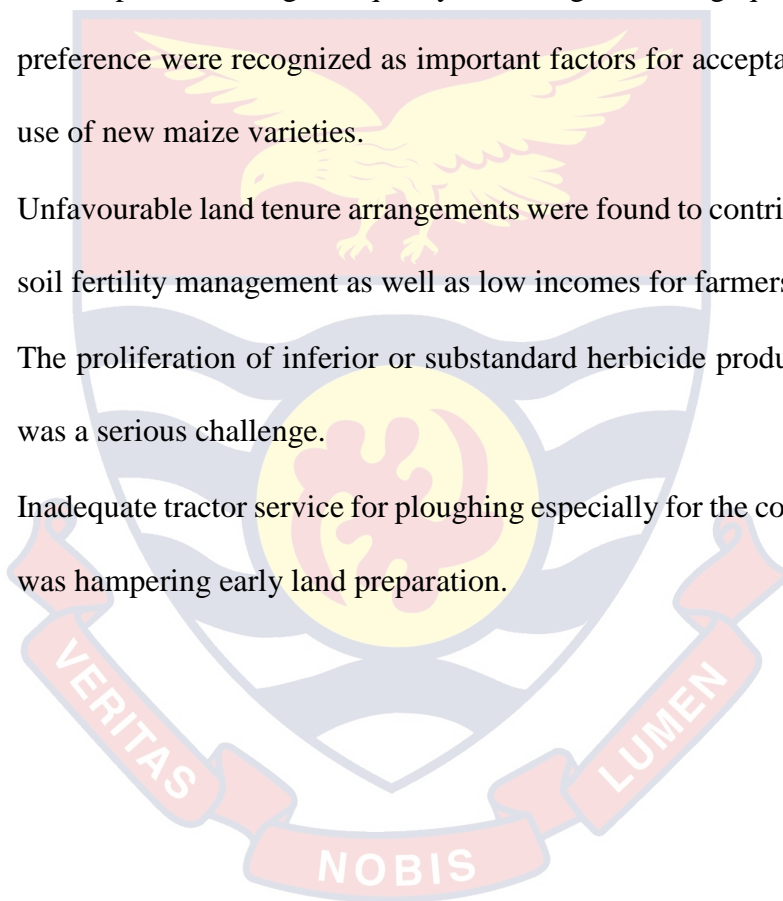 preference were recognized as important factors for accepta
use of new maize varieties.
Unfavourable land tenure arrangements were found to contri
soil fertility management as well as low incomes for farmers
The proliferation of inferior or substandard herbicide produ
was a serious challenge.
Inadequate tractor service for ploughing especially for the co
was hampering early land preparation.
VERITAS
NOBIS
LUMEN